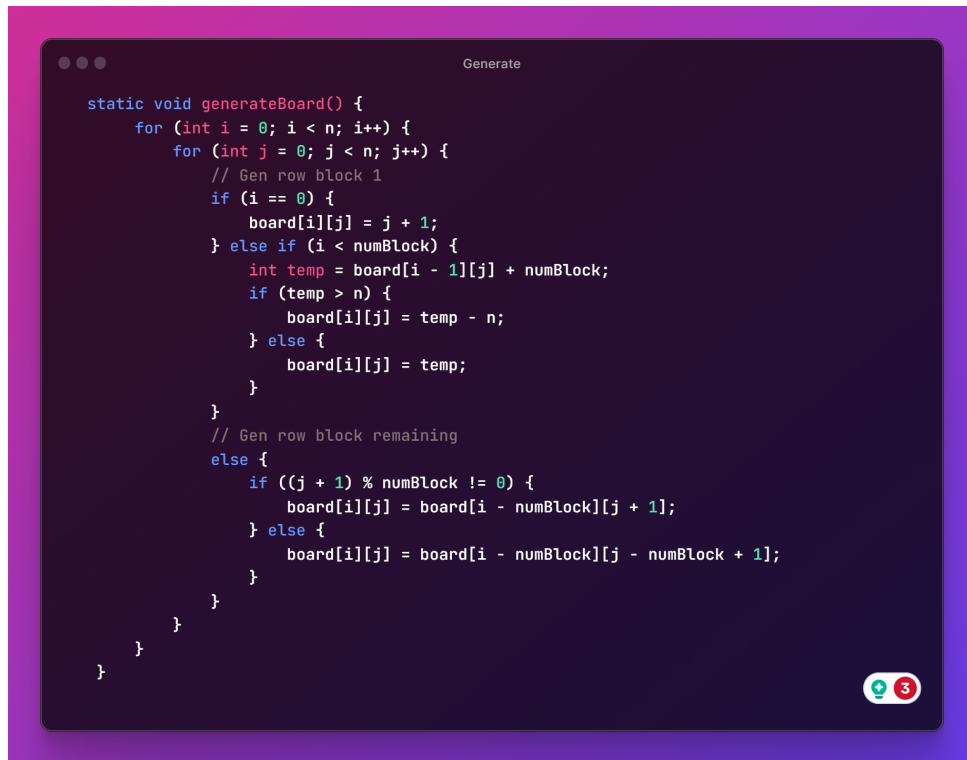 Generate
static void generateBoard() {
for (int i = 0; i < n; i++) {
for (int j = 0; j < n; j++) {
// Gen row block 1
if (i == 0) {
board[i][j] = j + 1;
} else if (i < numBlock) {
int temp = board[i - 1][j] + numBlock;
if (temp > n) {
board[i][j] = temp - n;
} else {
board[i][j] = temp;
}
}
// Gen row block remaining
else {
if ((j + 1) % numBlock != 0) {
board[i][j] = board[i - numBlock][j + 1];
} else {
board[i][j] = board[i - numBlock][j - numBlock + 1];
}
}
}
}
}
3